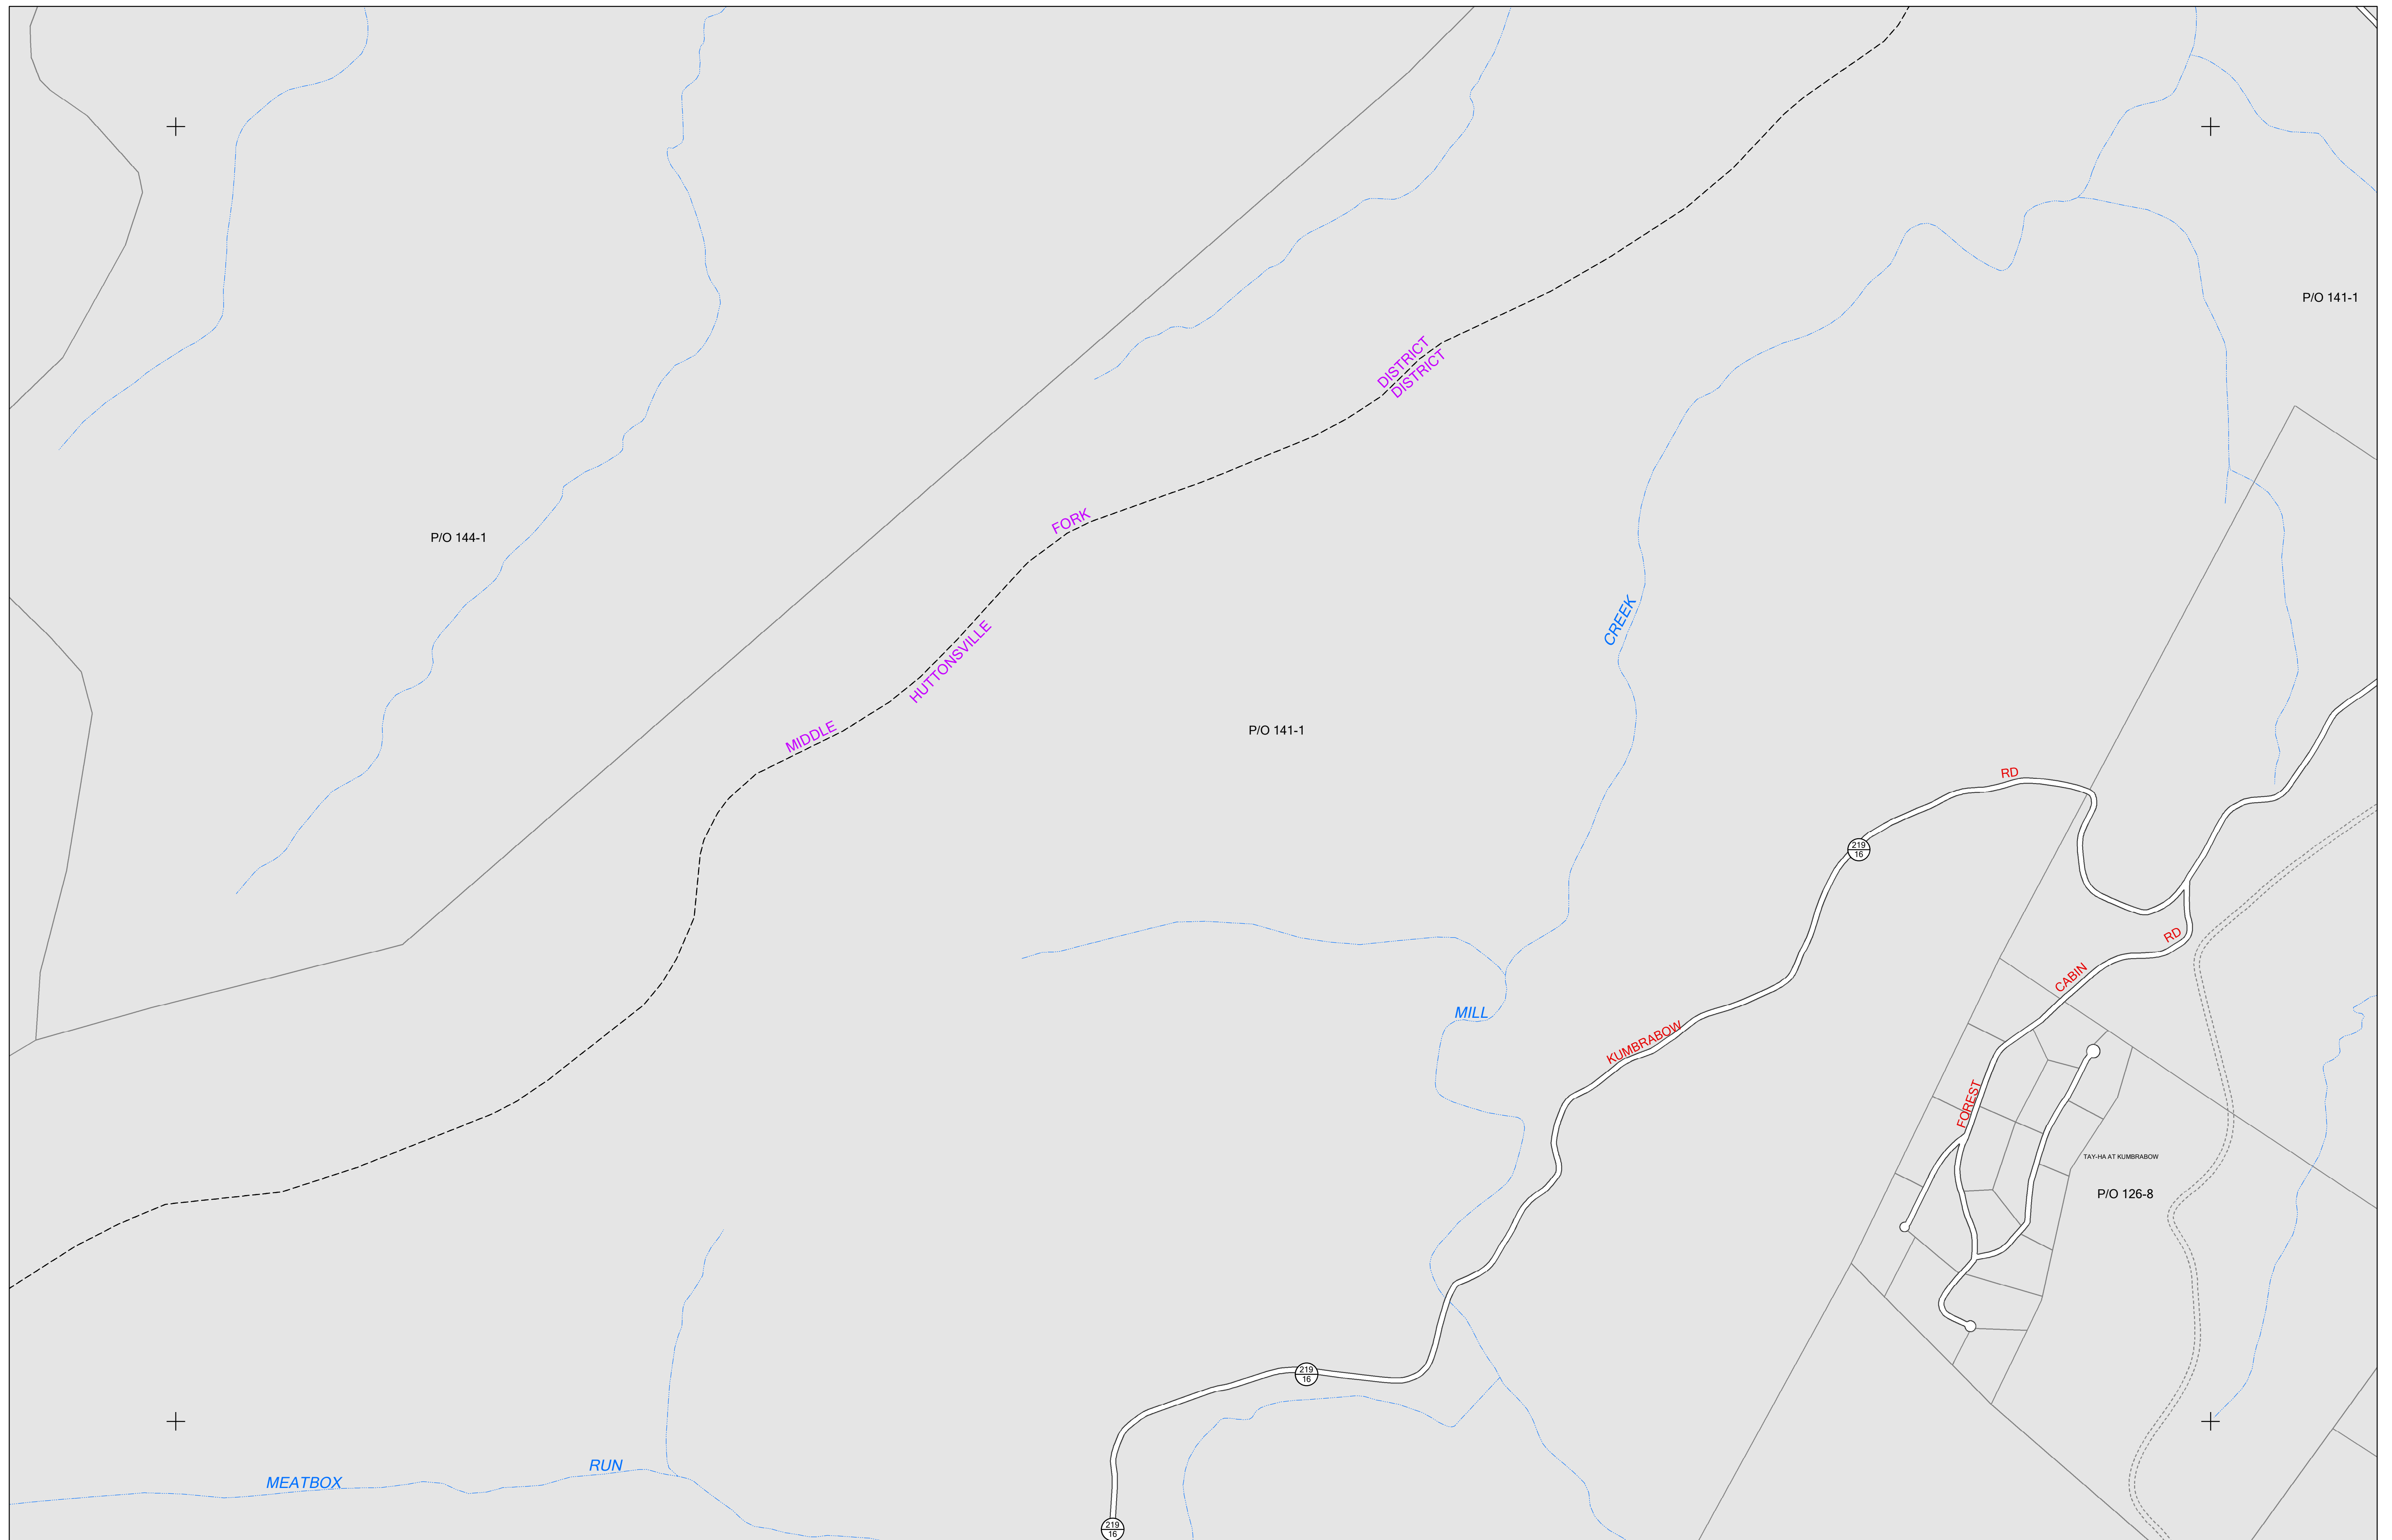 P/O 141-1
DISTRICT
DISTRICT
FORK
P/O 144-1
CREEK
HUTTONSVILLE
MIDDLE
P/O 141-1
RD
219
16
RD
CABIN
MILL
KUMBRABOW
FOREST
TAY-HA AT KUMBRABOW
P/O 126-8
219
16
RUN
MEATBOX
219
16